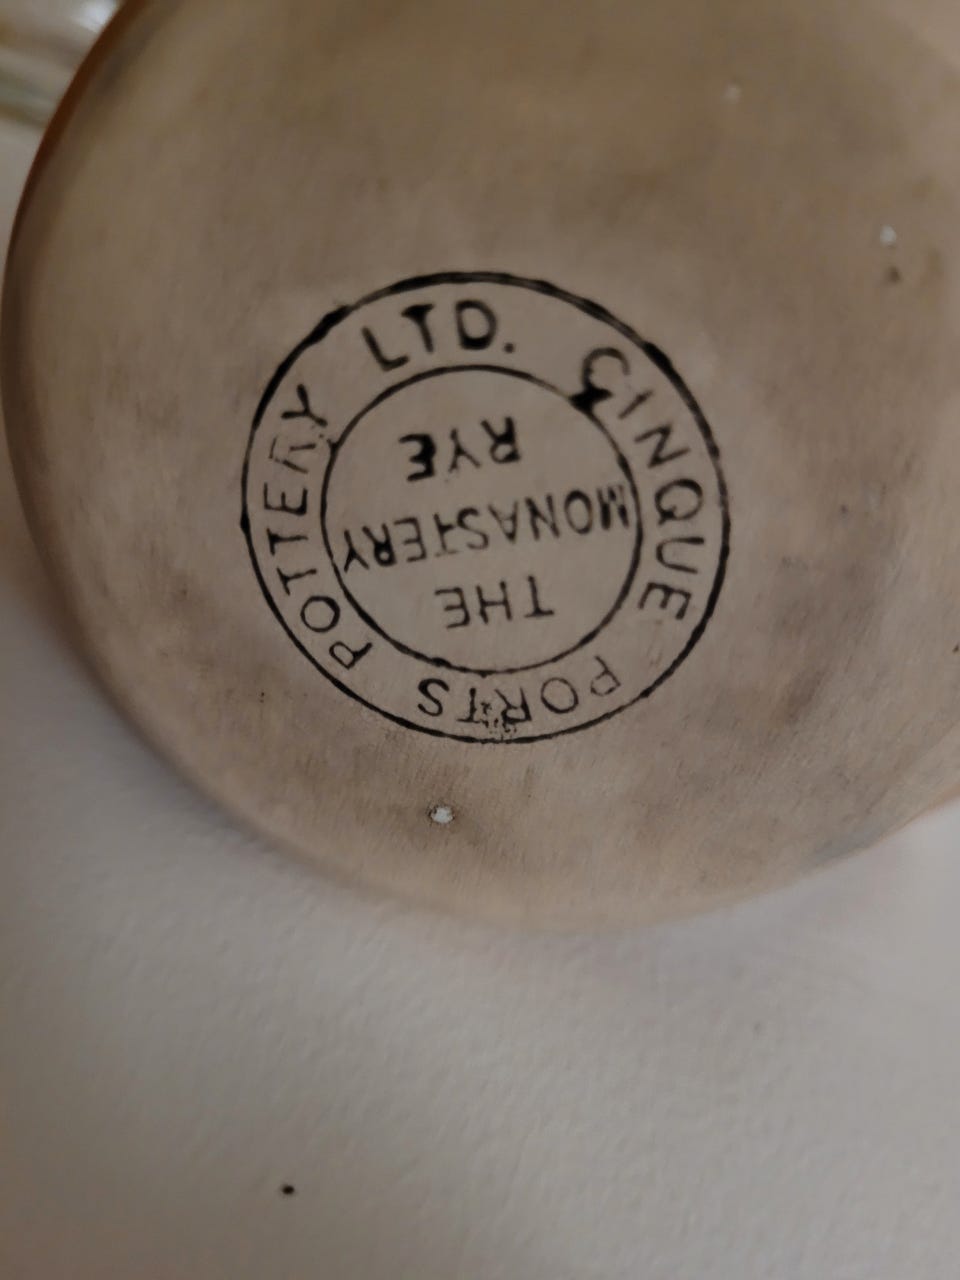 CINQUE PORTS POTTERY LTD.
THE
MONASTERY
RYE